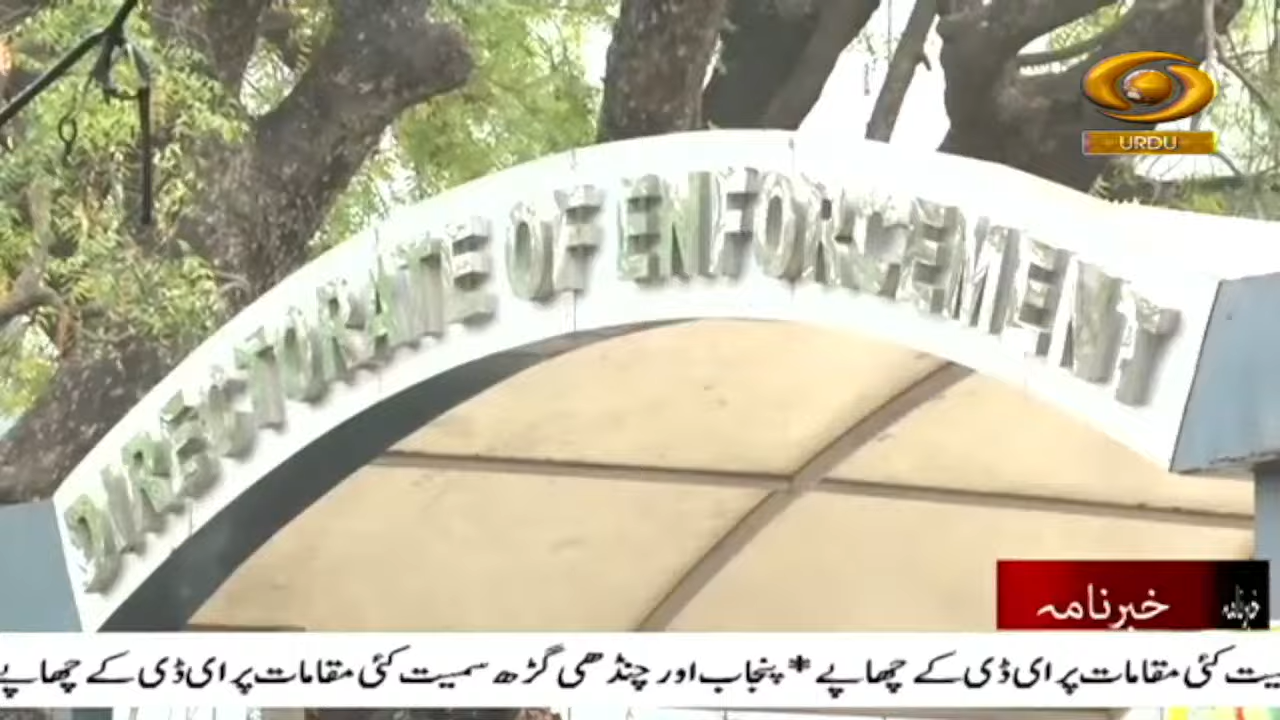 URDU
DIRECTORATE OF ENFORCEMENT
خبرنامہ
خبرنامہ
کئی مقامات پر ای ڈی کے چھاپے * پنجاب اور چنڈھی گڑھ سمیت کئی مقامات پر ای ڈی کے چھاپے